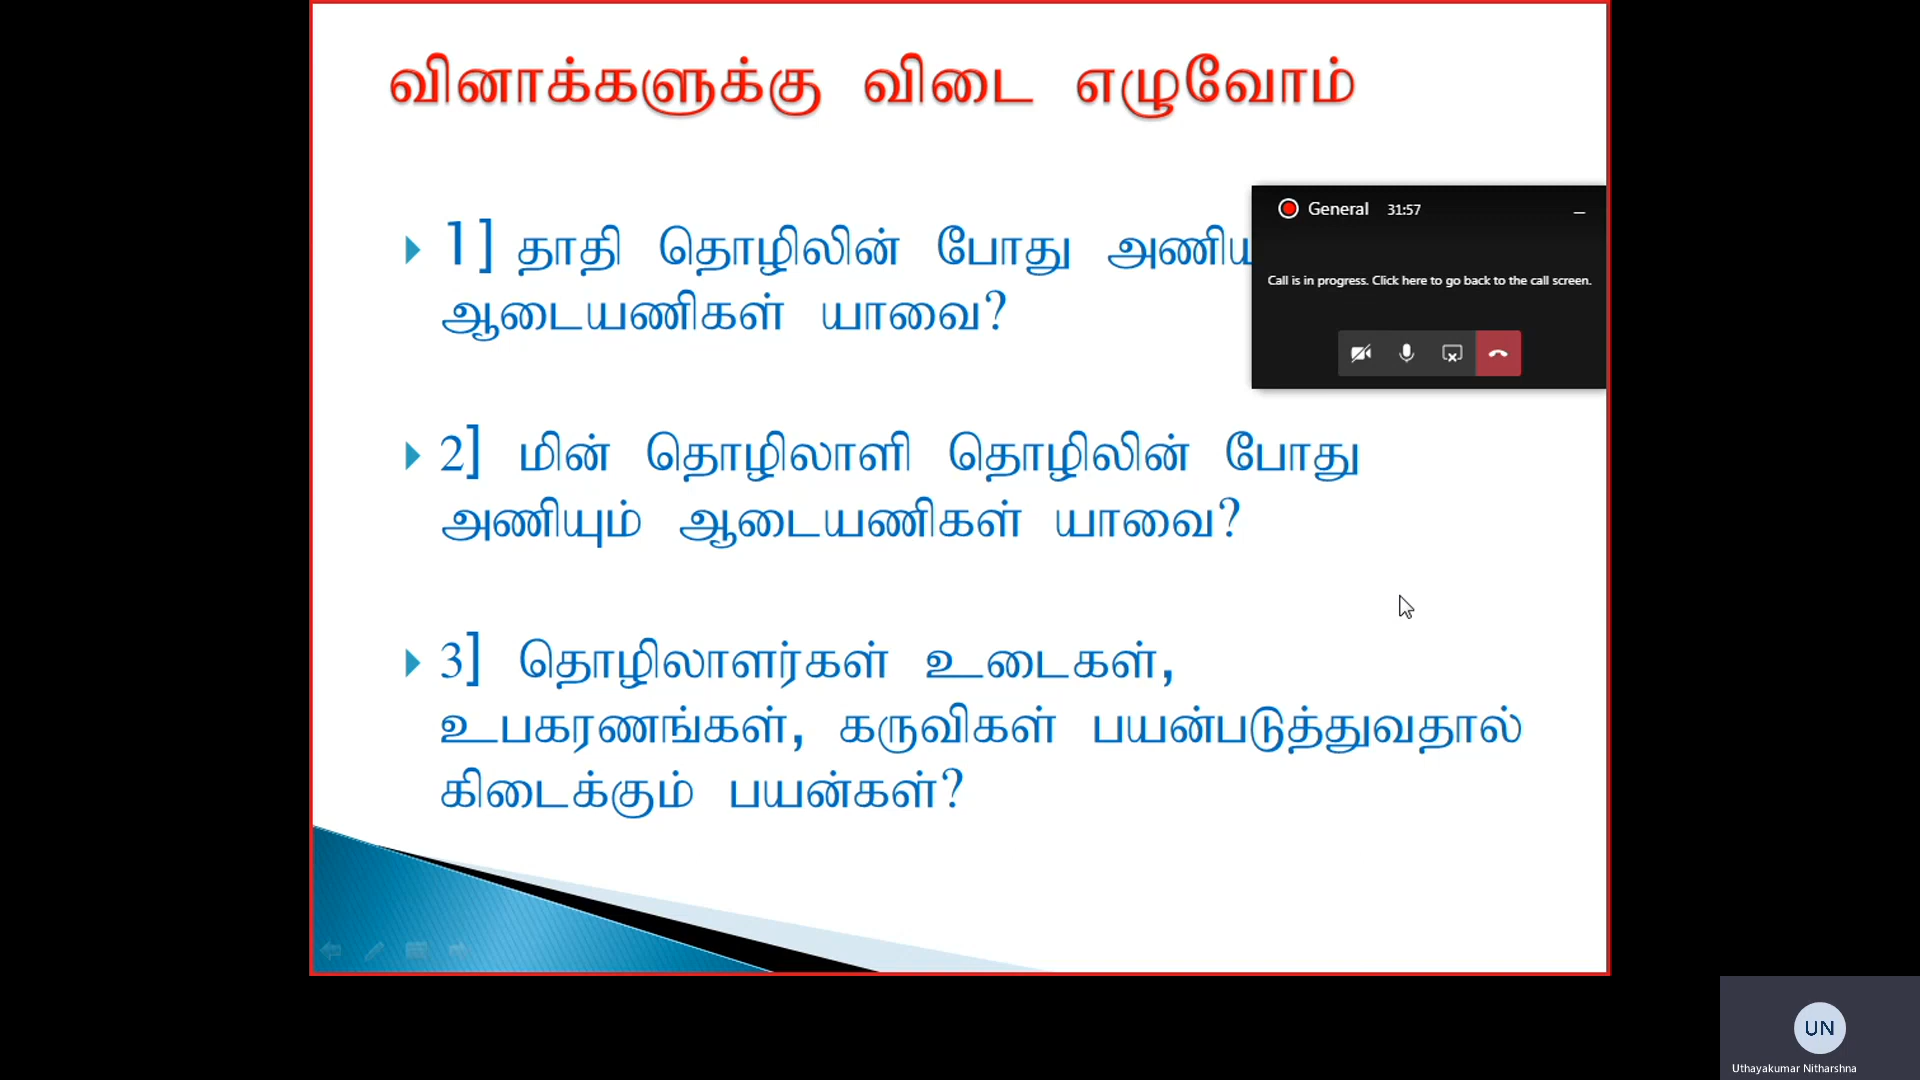 வினாக்களுக்கு விடை எழுவோம்
1] தாதி தொழிலின் போது
ஆடையணிகள் யாவை?
General 31:57
Call is in progress. Click here to go back to the call screen.
2] மின் தொழிலாளி தொழிலின் போது
அணியும் ஆடையணிகள் யாவை?
3] தொழிலாளர்கள் உடைகள்,
உபகரணங்கள், கருவிகள் பயன்படுத்துவதால்
கிடைக்கும் பயன்கள்?
UN
Uthayakumar Nitharshna